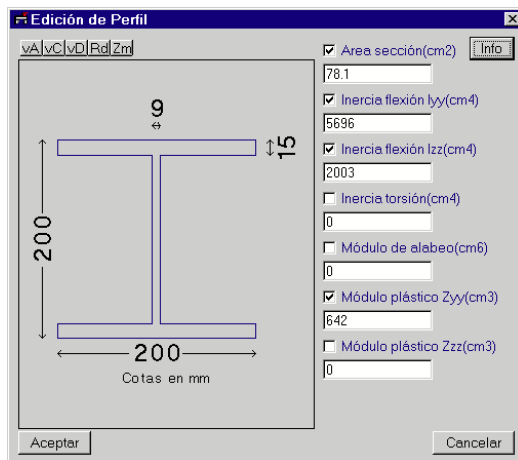 Edición de Perfil
vA vC vD Rd Zm
9
15
200
200
Cotas en mm
Area sección(cm2)
Info
78.1
Inercia flexión Iyy(cm4)
5696
Inercia flexión Izz(cm4)
2003
Inercia torsión(cm4)
0
Módulo de alabeo(cm6)
0
Módulo plástico Zyy(cm3)
642
Módulo plástico Zzz(cm3)
0
Aceptar
Cancelar